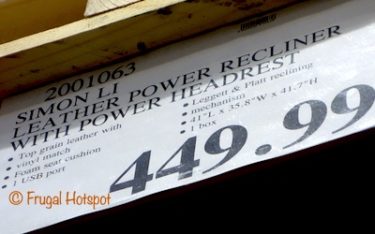 2001063
SIMON LI
LEATHER POWER RECLINER
WITH POWER HEADREST
• Top grain leather with
vinyl match
• Foam seat cushion
• 1 USB port
• Leggett & Platt reclining
mechanism
• 41"L x 35.8"W x 41.7"H
• 1 box
449.99
© Frugal Hotspot